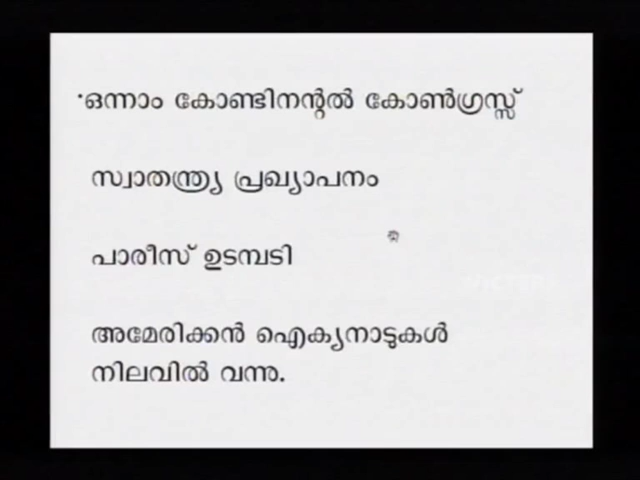 ഒന്നാം കോണ്ടിനന്റൽ കോൺഗ്രസ്സ്
സ്വാതന്ത്ര്യ പ്രഖ്യാപനം
പാരീസ് ഉടമ്പടി
അമേരിക്കൻ ഐക്യനാടുകൾ
നിലവിൽ വന്നു.